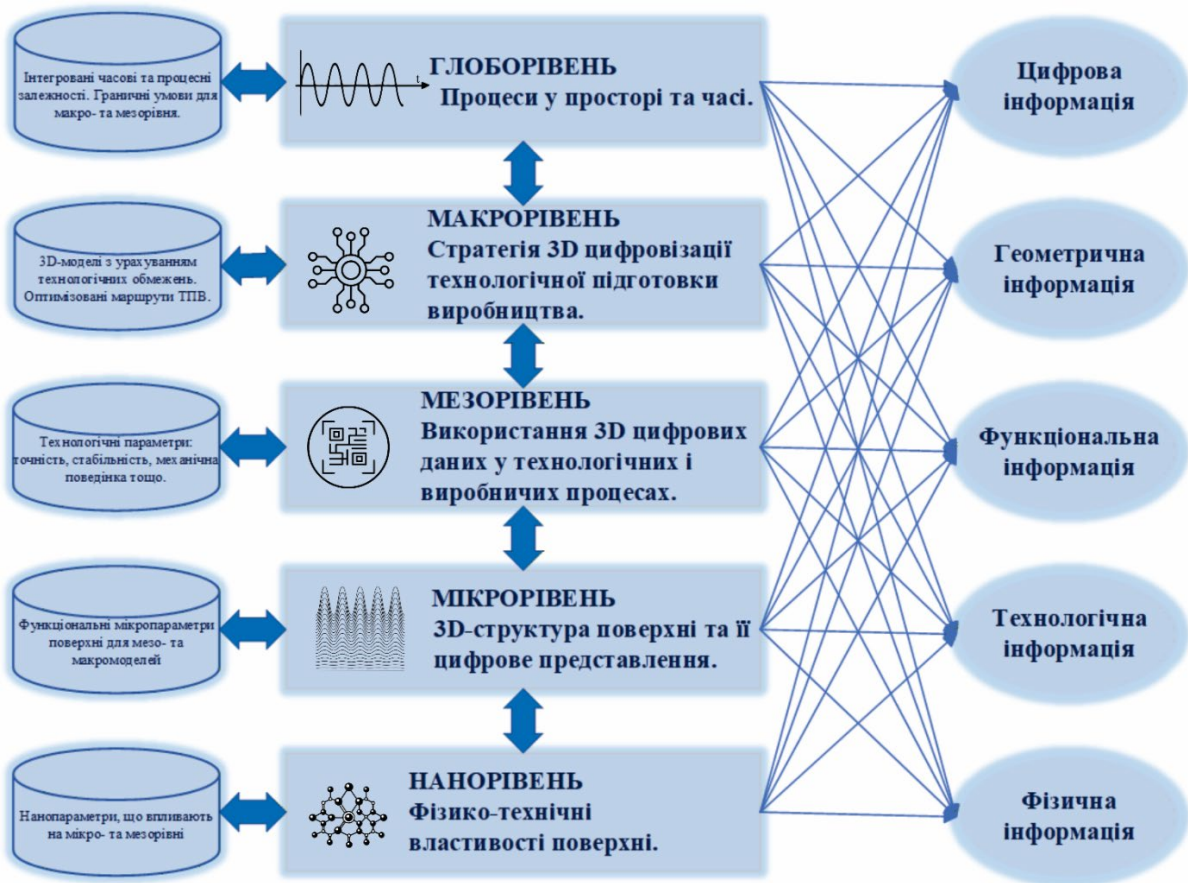 Інтегровані часові та процесні
залежності. Граничні умови для
макро- та мезорівня.
t
ГЛОБОРІВЕНЬ
Процеси у просторі та часі.
Цифрова
інформація
3D-моделі з урахуванням
технологічних обмежень.
Оптимізовані маршрути ТПВ.
МАКРОРІВЕНЬ
Стратегія 3D цифровізації
технологічної підготовки
виробництва.
Геометрична
інформація
Технологічні параметри:
точність, стабільність, механічна
поведінка тощо.
МЕЗОРІВЕНЬ
Використання 3D цифрових
даних у технологічних і
виробничих процесах.
Функціональна
інформація
Функціональні мікропараметри
поверхні для мезо- та
макромоделей
МІКРОРІВЕНЬ
3D-структура поверхні та її
цифрове представлення.
Технологічна
інформація
Нанопараметри, що впливають
на мікро- та мезорівні
НАНОРІВЕНЬ
Фізико-технічні
властивості поверхні.
Фізична
інформація